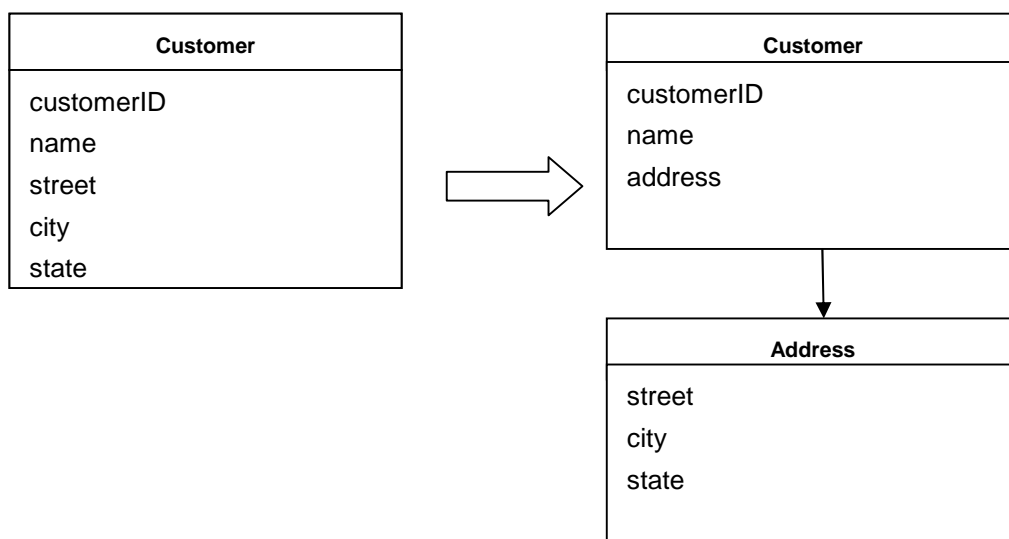 Customer
customerID
name
street
city
state
Customer
customerID
name
address
Address
street
city
state